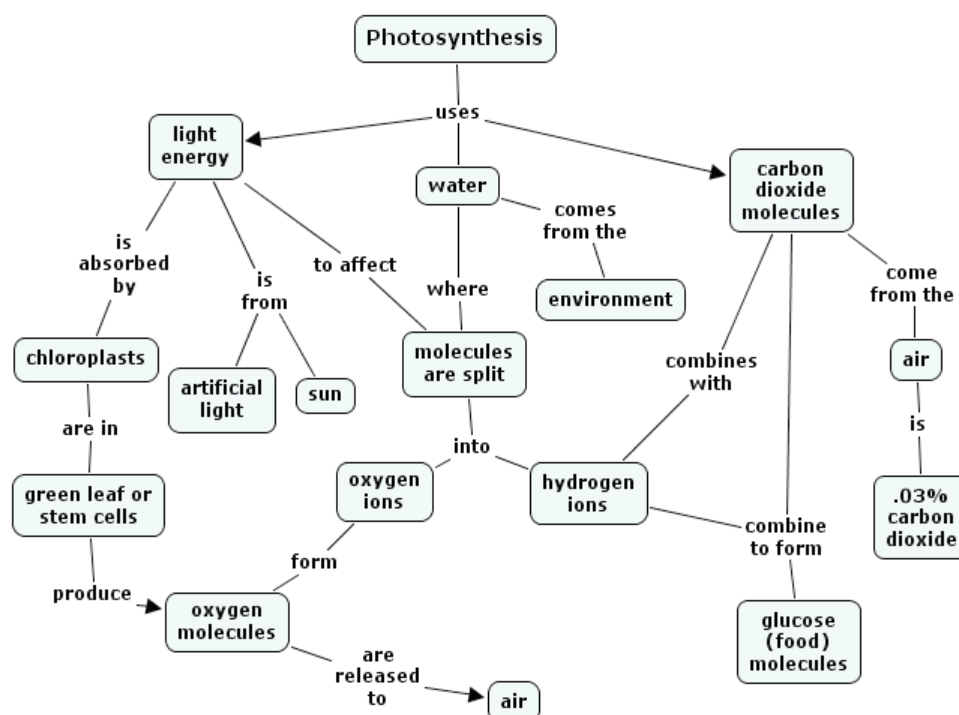 Photosynthesis
uses
light
energy
water
carbon
dioxide
molecules
comes
from the
environment
is
absorbed
by
is
from
to affect
where
come
from the
chloroplasts
artificial
light
sun
molecules
are split
combines
with
air
are in
into
is
green leaf or
stem cells
oxygen
ions
hydrogen
ions
.03%
carbon
dioxide
combine
to form
form
produce
oxygen
molecules
glucose
(food)
molecules
are
released
to
air